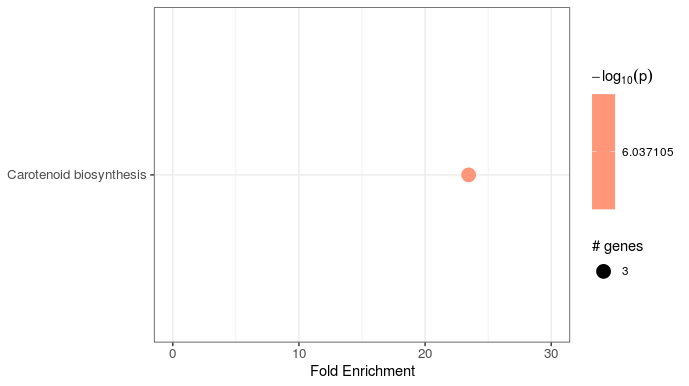 Carotenoid biosynthesis
0 10 20 30
Fold Enrichment
−log₁₀(p)
6.037105
# genes
3